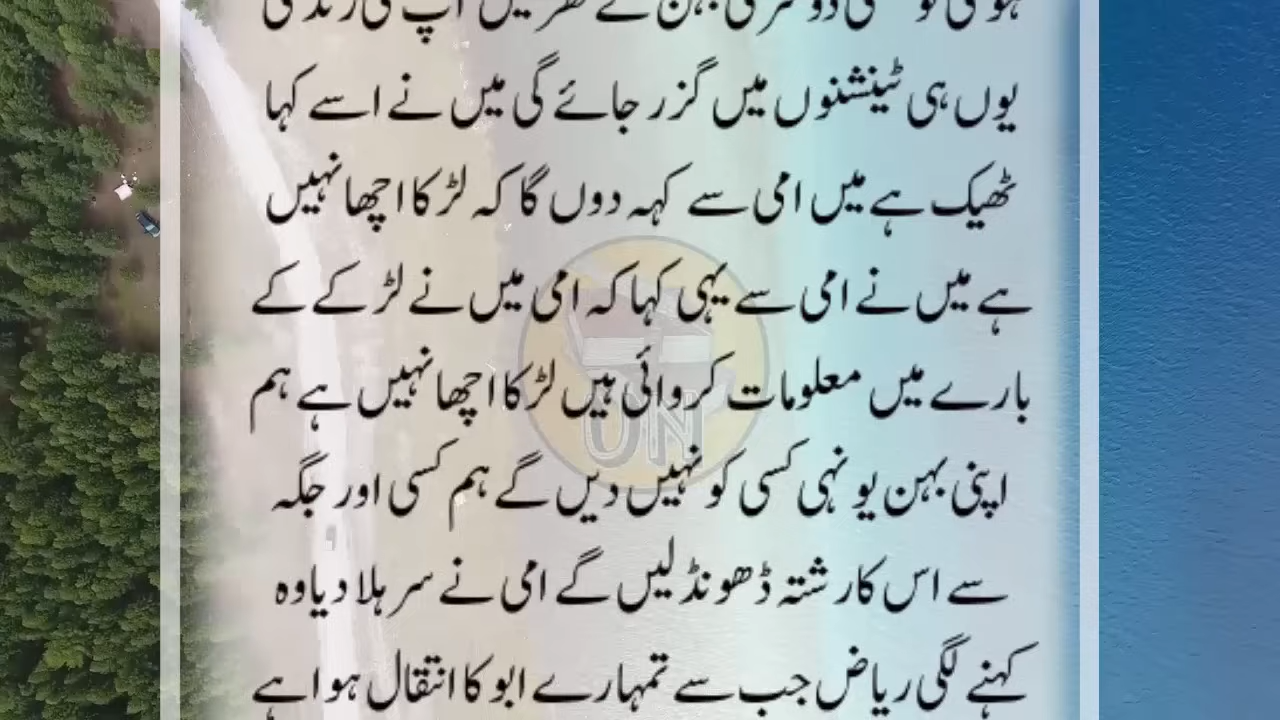 یوں ہی ٹینشنوں میں گزر جائے گی میں نے اسے کہا
ٹھیک ہے میں امی سے کہہ دوں گا کہ لڑکا اچھا نہیں
ہے میں نے امی سے یہی کہا کہ امی میں نے لڑکے کے
بارے میں معلومات کروائی ہیں لڑکا اچھا نہیں ہے ہم
اپنی بہن یونہی کسی کو نہیں دیں گے ہم کسی اور جگہ
سے اس کا رشتہ ڈھونڈ لیں گے امی نے سر ہلا دیا وہ
کہنے لگی ریاض جب سے تمہارے ابو کا انتقال ہوا ہے
UN